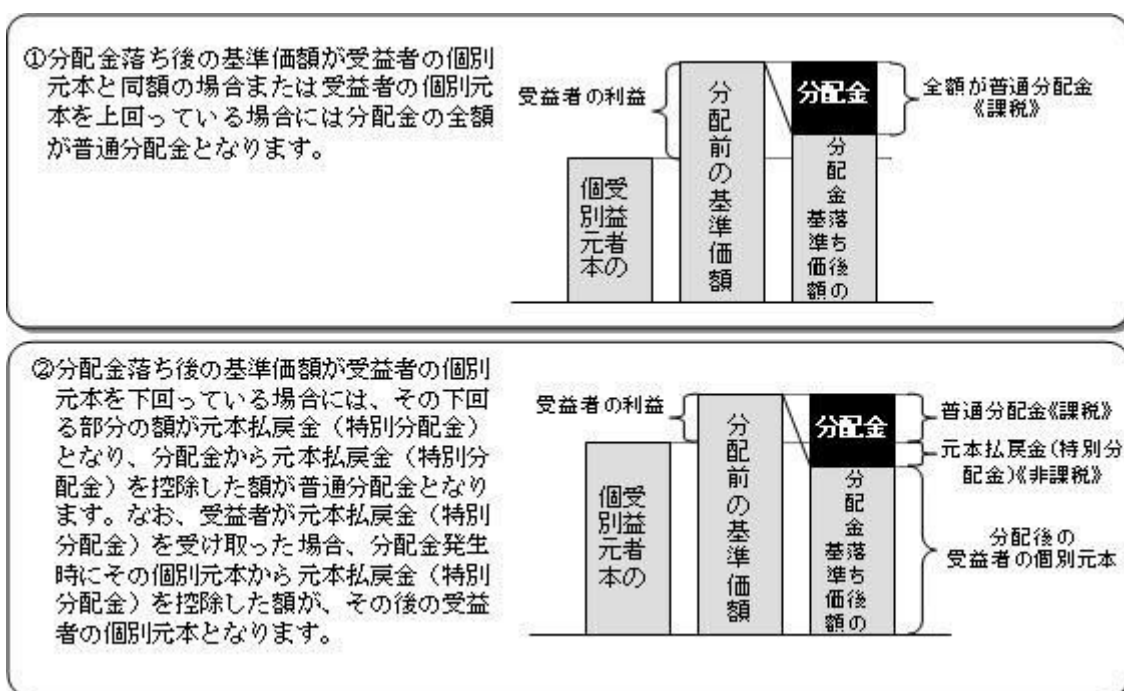 ①分配金落ち後の基準価額が受益者の個別
元本と同額の場合または受益者の個別元
本を上回っている場合には分配金の全額
が普通分配金となります。
受益者の利益
受益者の
個別元本
分配前の基準価額
分配金
分配金落ち後の
基準価額
全額が普通分配金
《課税》
②分配金落ち後の基準価額が受益者の個別
元本を下回っている場合には、その下回
る部分の額が元本払戻金（特別分配金）
となり、分配金から元本払戻金（特別分
配金）を控除した額が普通分配金となり
ます。なお、受益者が元本払戻金（特別
分配金）を受け取った場合、分配金発生
時にその個別元本から元本払戻金（特別
分配金）を控除した額が、その後の受益
者の個別元本となります。
受益者の利益
受益者の
個別元本
分配前の基準価額
分配金
分配金落ち後の
基準価額
普通分配金《課税》
元本払戻金(特別分
配金)《非課税》
分配後の
受益者の個別元本